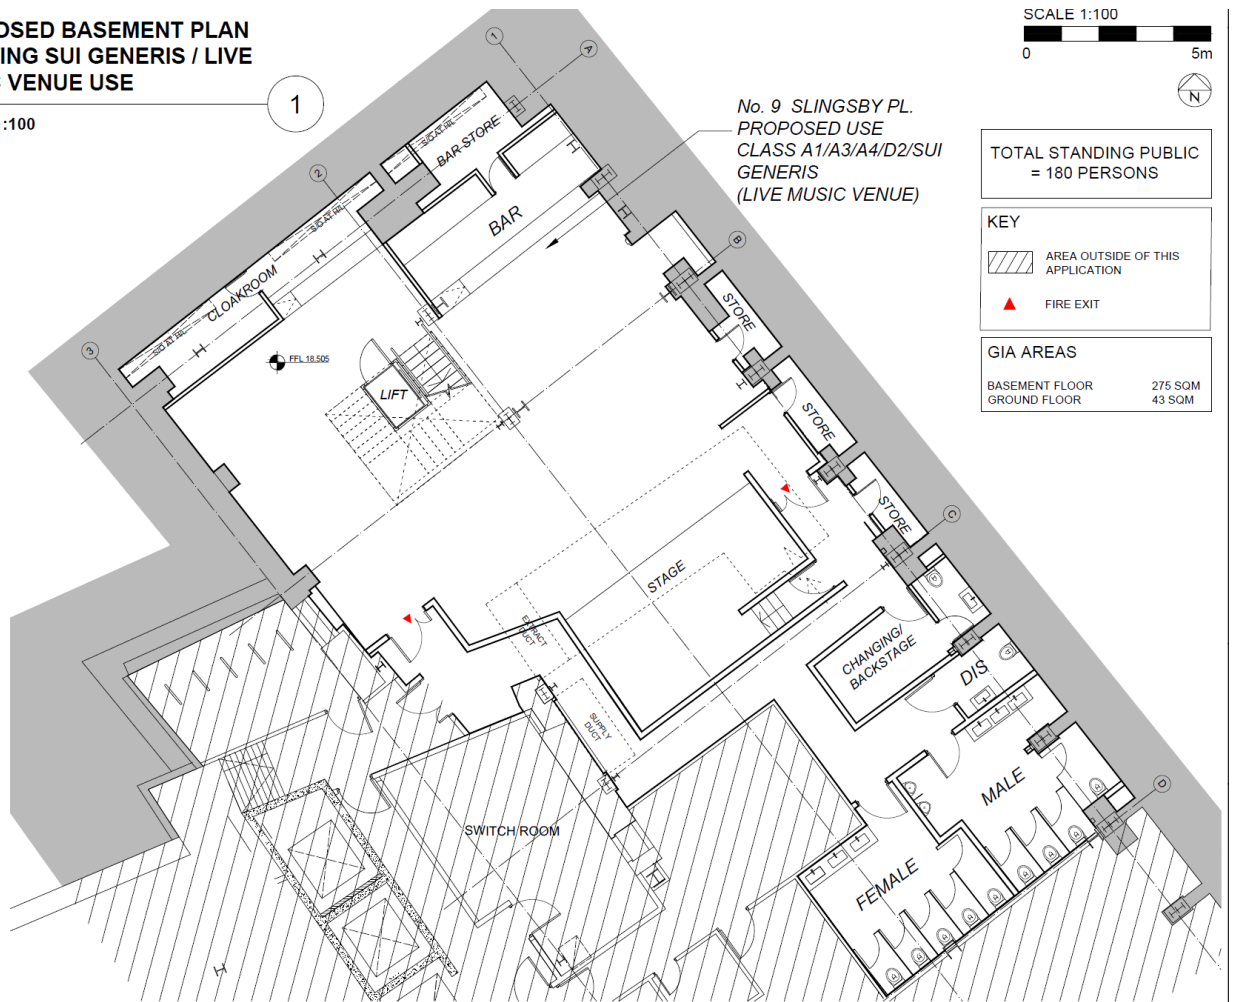 OSED BASEMENT PLAN
ING SUI GENERIS / LIVE
VENUE USE
1
:100
SCALE 1:100
0 5m
N
No. 9 SLINGSBY PL.
PROPOSED USE
CLASS A1/A3/A4/D2/SUI
GENERIS
(LIVE MUSIC VENUE)
TOTAL STANDING PUBLIC
= 180 PERSONS
KEY
AREA OUTSIDE OF THIS
APPLICATION
FIRE EXIT
GIA AREAS
BASEMENT FLOOR 275 SQM
GROUND FLOOR 43 SQM
1
A
2
B
3
C
D
S/C AT H/L
BAR STORE
BAR
S/C AT H/L
CLOAKROOM
S/C AT H/L
FFL 18.505
LIFT
STORE
STORE
STORE
STAGE
EXTRACT
DUCT
SUPPLY
DUCT
CHANGING/
BACKSTAGE
DIS
MALE
FEMALE
SWITCH ROOM